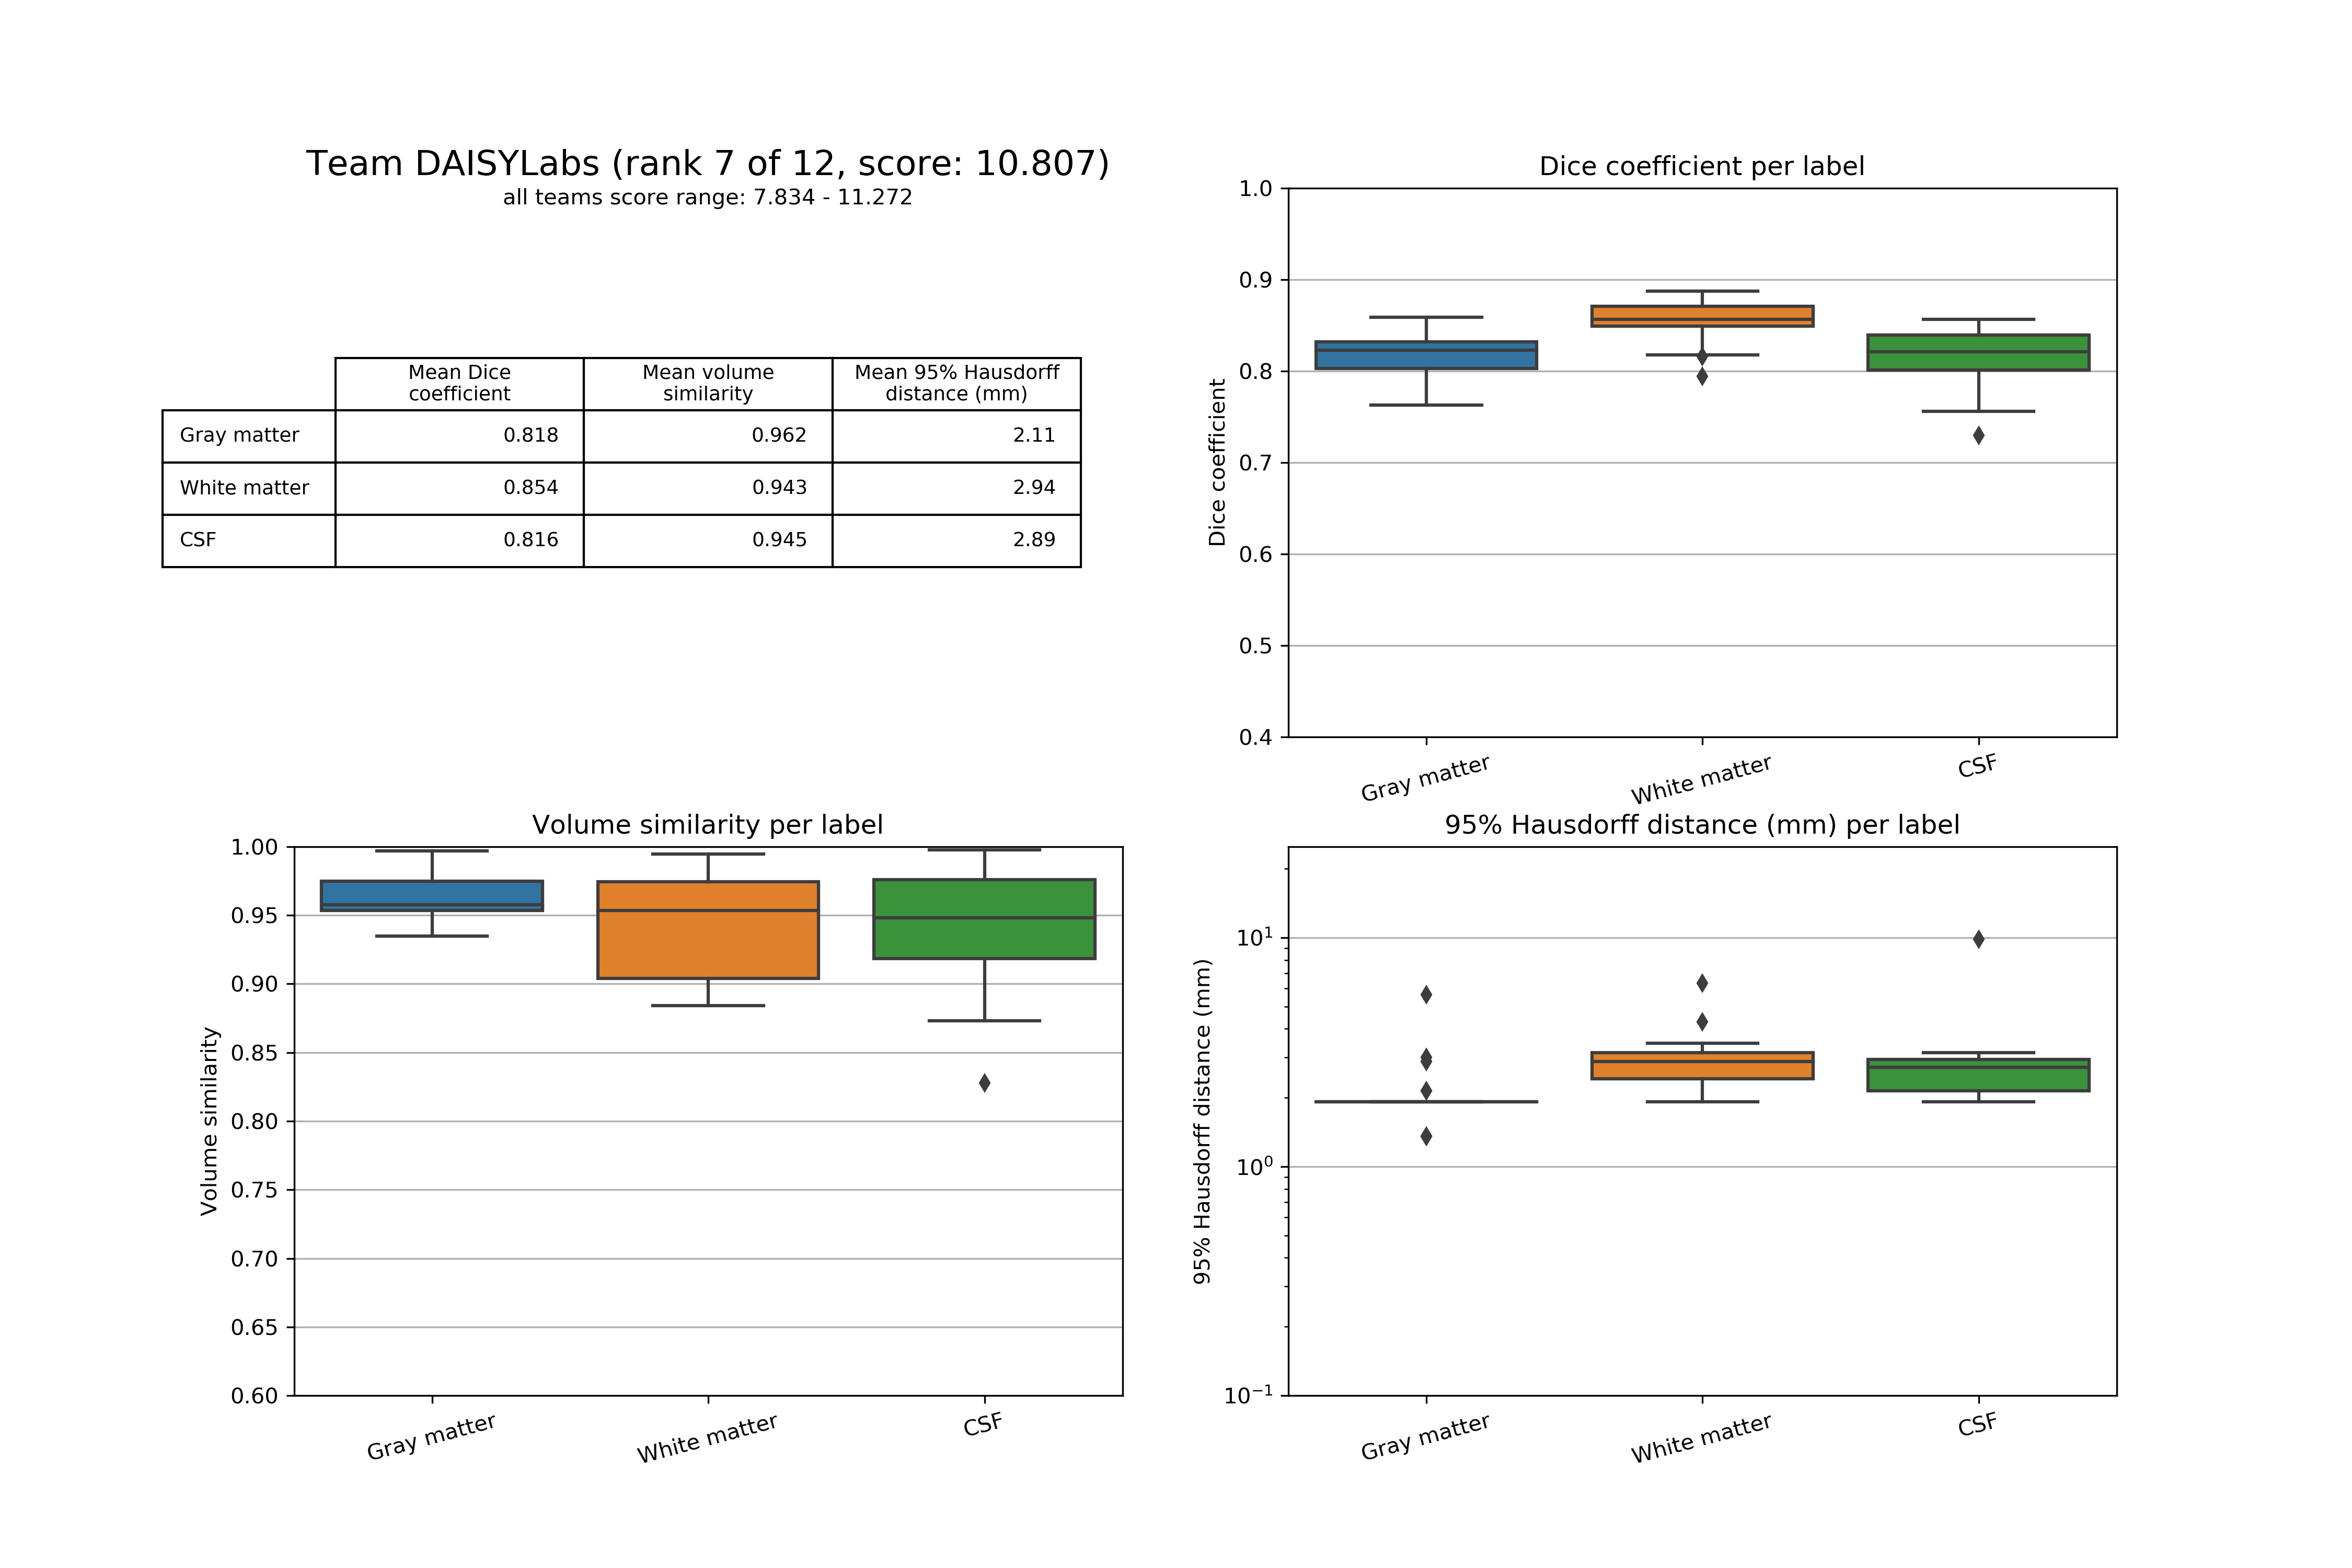 Team DAISYLabs (rank 7 of 12, score: 10.807)
all teams score range: 7.834 - 11.272
Mean Dice coefficient Mean volume similarity Mean 95% Hausdorff distance (mm)
Gray matter 0.818 0.962 2.11
White matter 0.854 0.943 2.94
CSF 0.816 0.945 2.89
Dice coefficient per label
Dice coefficient
1.0
0.9
0.8
0.7
0.6
0.5
0.4
Gray matter White matter CSF
Volume similarity per label
Volume similarity
1.00
0.95
0.90
0.85
0.80
0.75
0.70
0.65
0.60
Gray matter White matter CSF
95% Hausdorff distance (mm) per label
95% Hausdorff distance (mm)
10¹
10⁰
10⁻¹
Gray matter White matter CSF